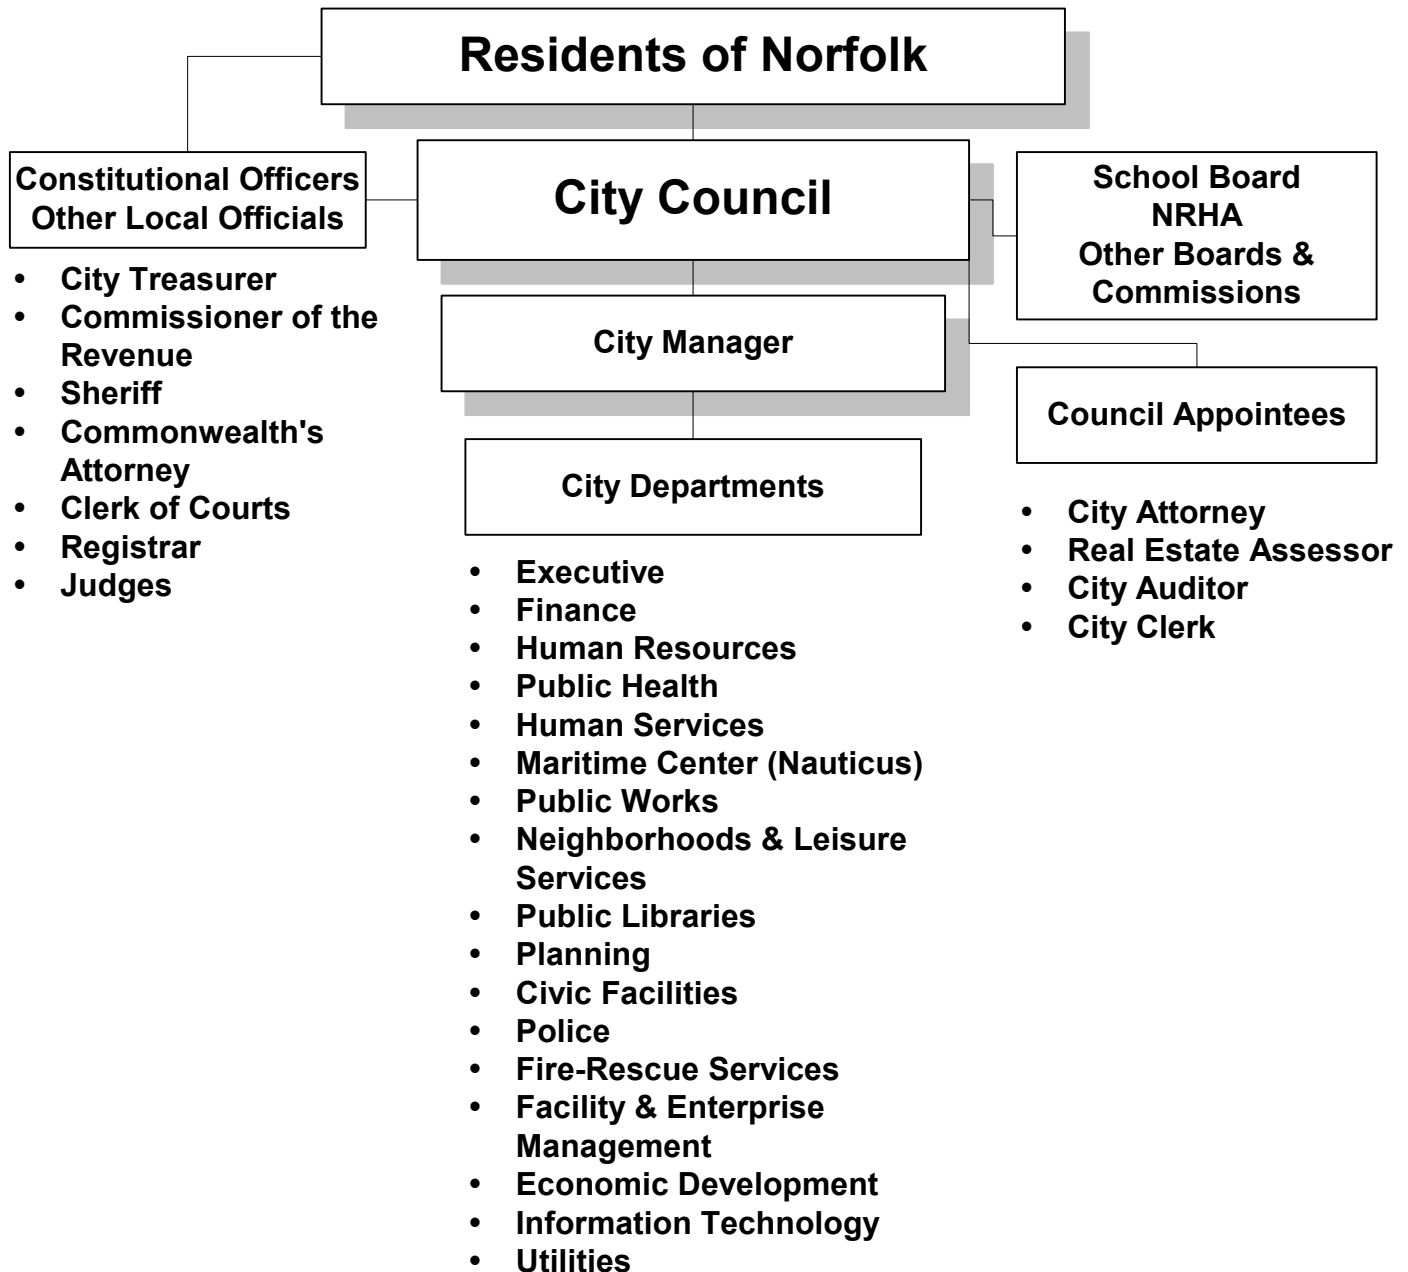 Residents of Norfolk
Constitutional Officers
Other Local Officials
• City Treasurer
• Commissioner of the
Revenue
• Sheriff
• Commonwealth's
Attorney
• Clerk of Courts
• Registrar
• Judges
City Council
City Manager
City Departments
• Executive
• Finance
• Human Resources
• Public Health
• Human Services
• Maritime Center (Nauticus)
• Public Works
• Neighborhoods & Leisure
Services
• Public Libraries
• Planning
• Civic Facilities
• Police
• Fire-Rescue Services
• Facility & Enterprise
Management
• Economic Development
• Information Technology
• Utilities
School Board
NRHA
Other Boards &
Commissions
Council Appointees
• City Attorney
• Real Estate Assessor
• City Auditor
• City Clerk